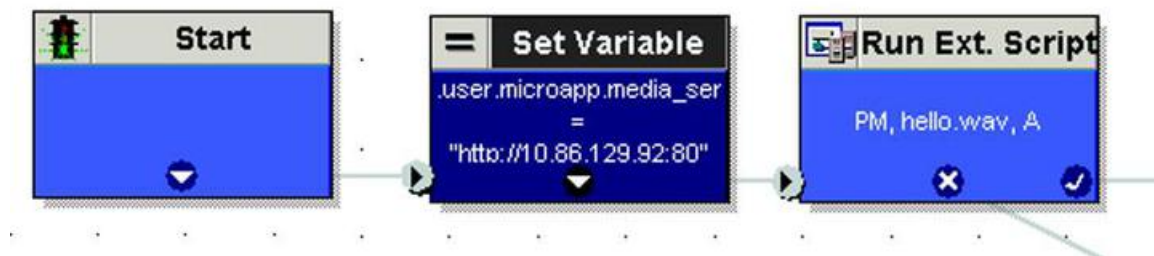 Start
Set Variable
.user.microapp.media_ser
=
"http://10.86.129.92:80"
Run Ext. Script
PM, hello.wav, A